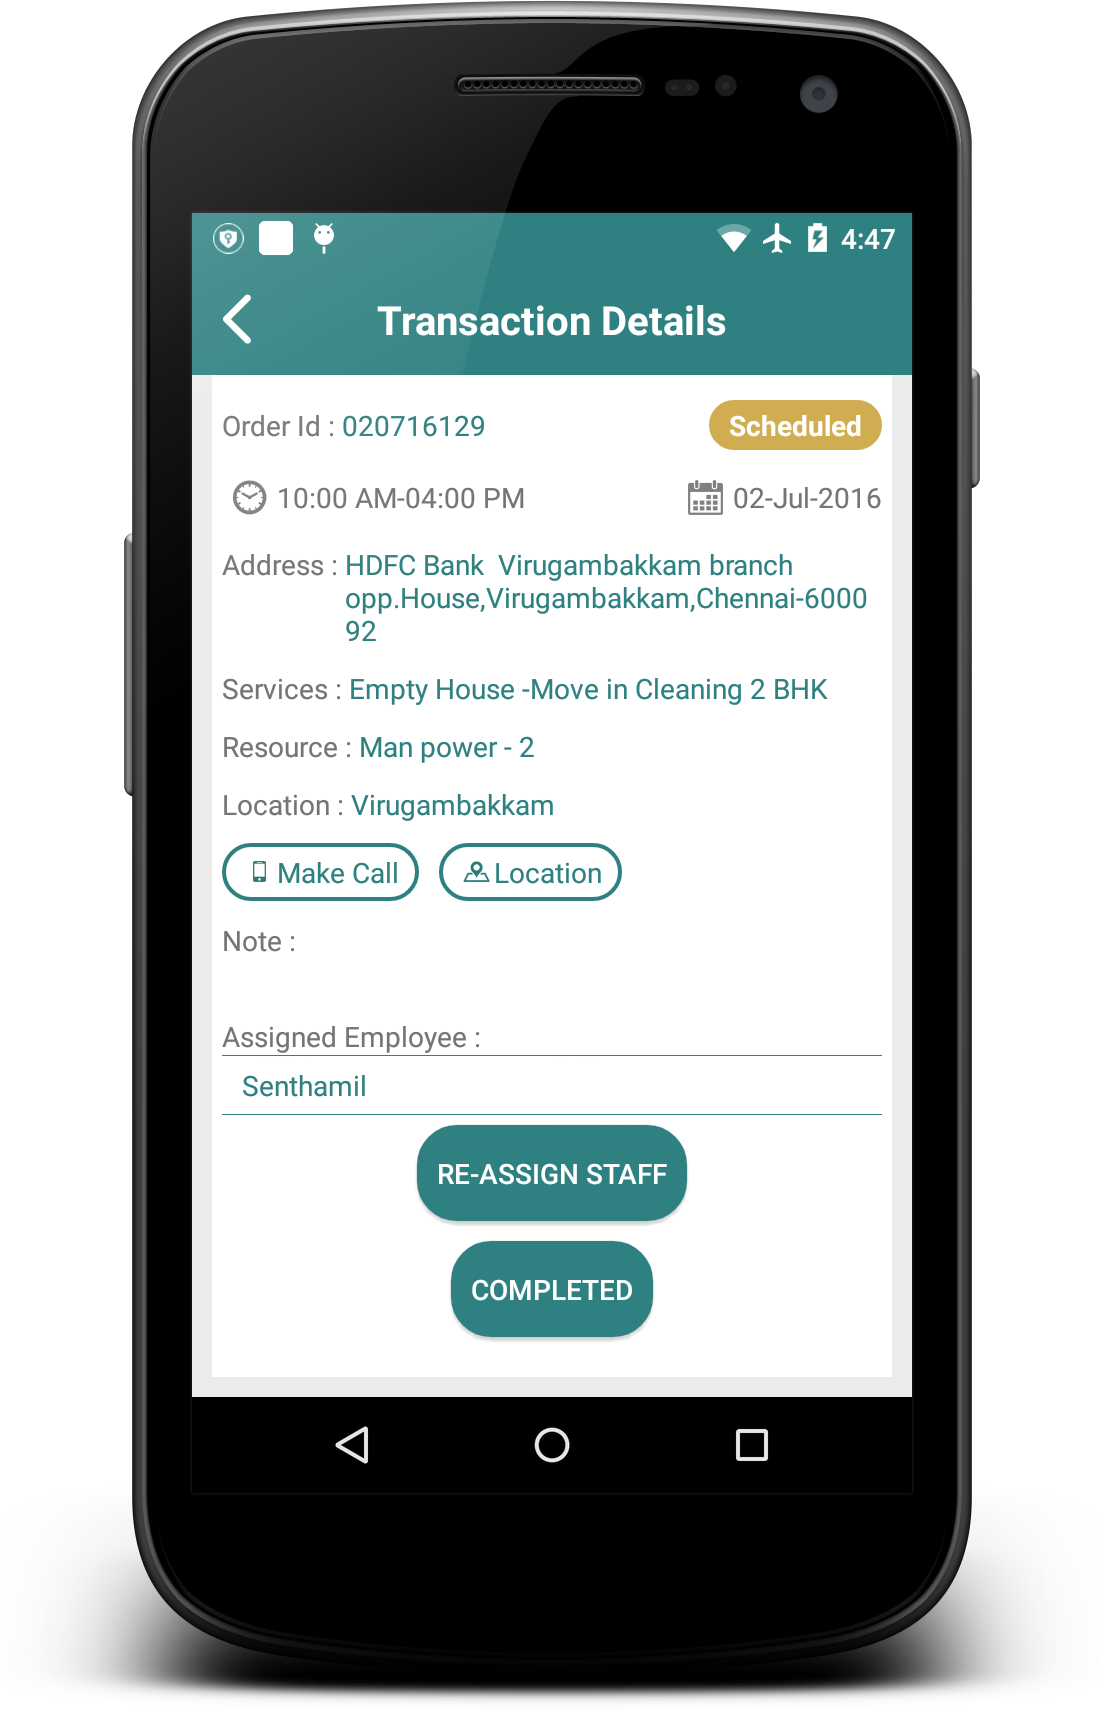 4:47
Transaction Details
Order Id : 020716129 Scheduled
10:00 AM-04:00 PM 02-Jul-2016
Address : HDFC Bank  Virugambakkam branch
opp.House,Virugambakkam,Chennai-6000
92
Services : Empty House -Move in Cleaning 2 BHK
Resource : Man power - 2
Location : Virugambakkam
Make Call Location
Note :
Assigned Employee :
Senthamil
RE-ASSIGN STAFF
COMPLETED